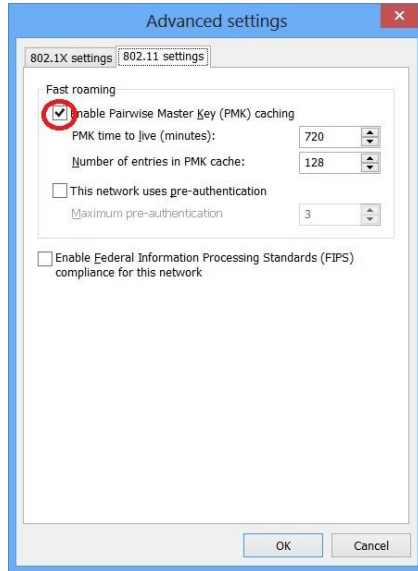 Advanced settings
802.1X settings 802.11 settings
Fast roaming
Enable Pairwise Master Key (PMK) caching
PMK time to live (minutes): 720
Number of entries in PMK cache: 128
This network uses pre-authentication
Maximum pre-authentication 3
Enable Federal Information Processing Standards (FIPS)
compliance for this network
OK Cancel